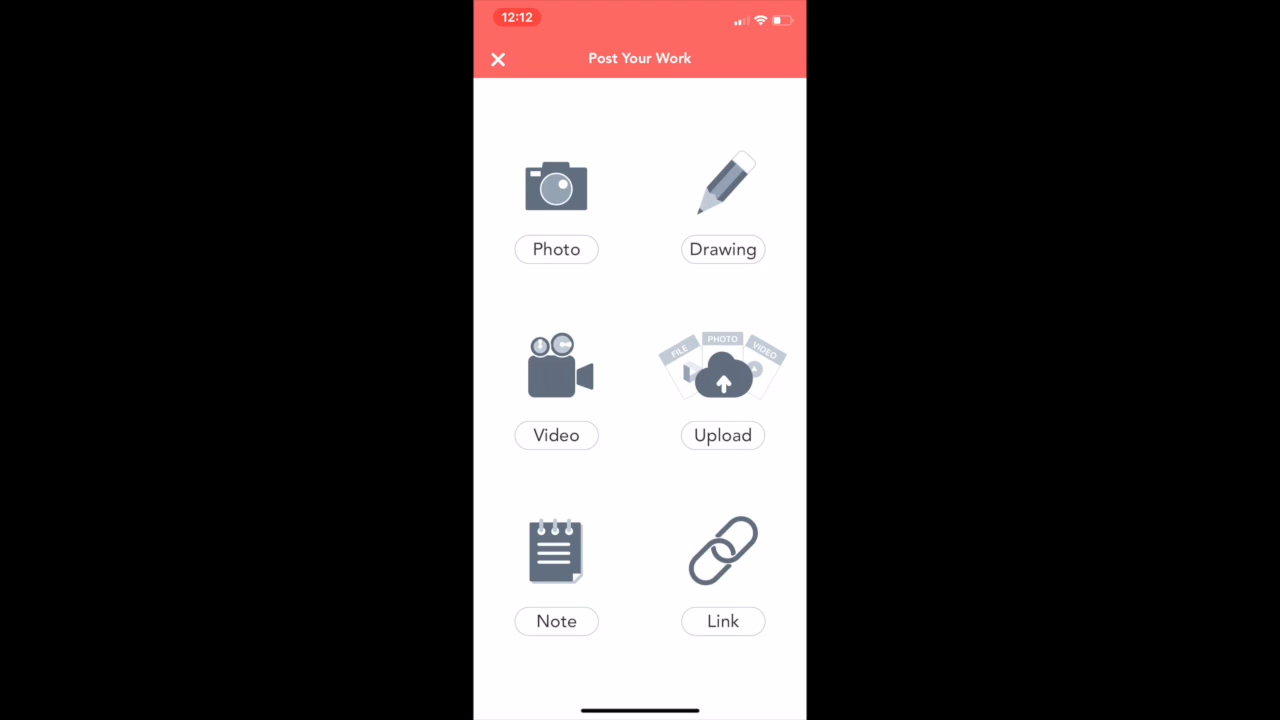 12:12
Post Your Work
Photo
Drawing
FILE
PHOTO
VIDEO
Video
Upload
Note
Link